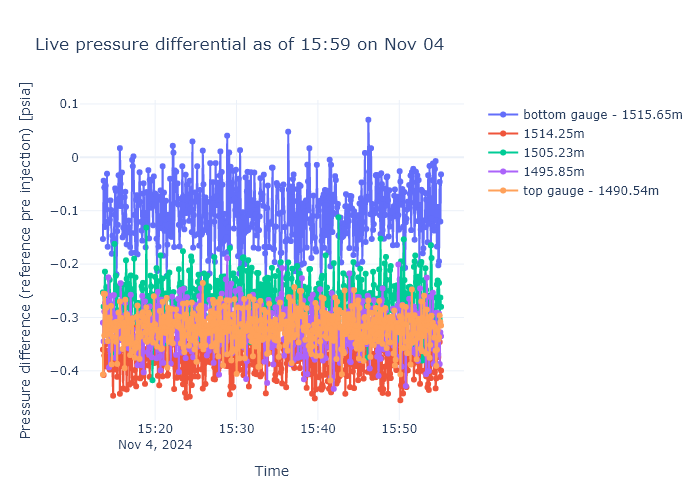 Live pressure differential as of 15:59 on Nov 04
Pressure difference (reference pre injection) [psia]
0.1
0
−0.1
−0.2
−0.3
−0.4
15:20
Nov 4, 2024
15:30
15:40
15:50
Time
bottom gauge - 1515.65m
1514.25m
1505.23m
1495.85m
top gauge - 1490.54m